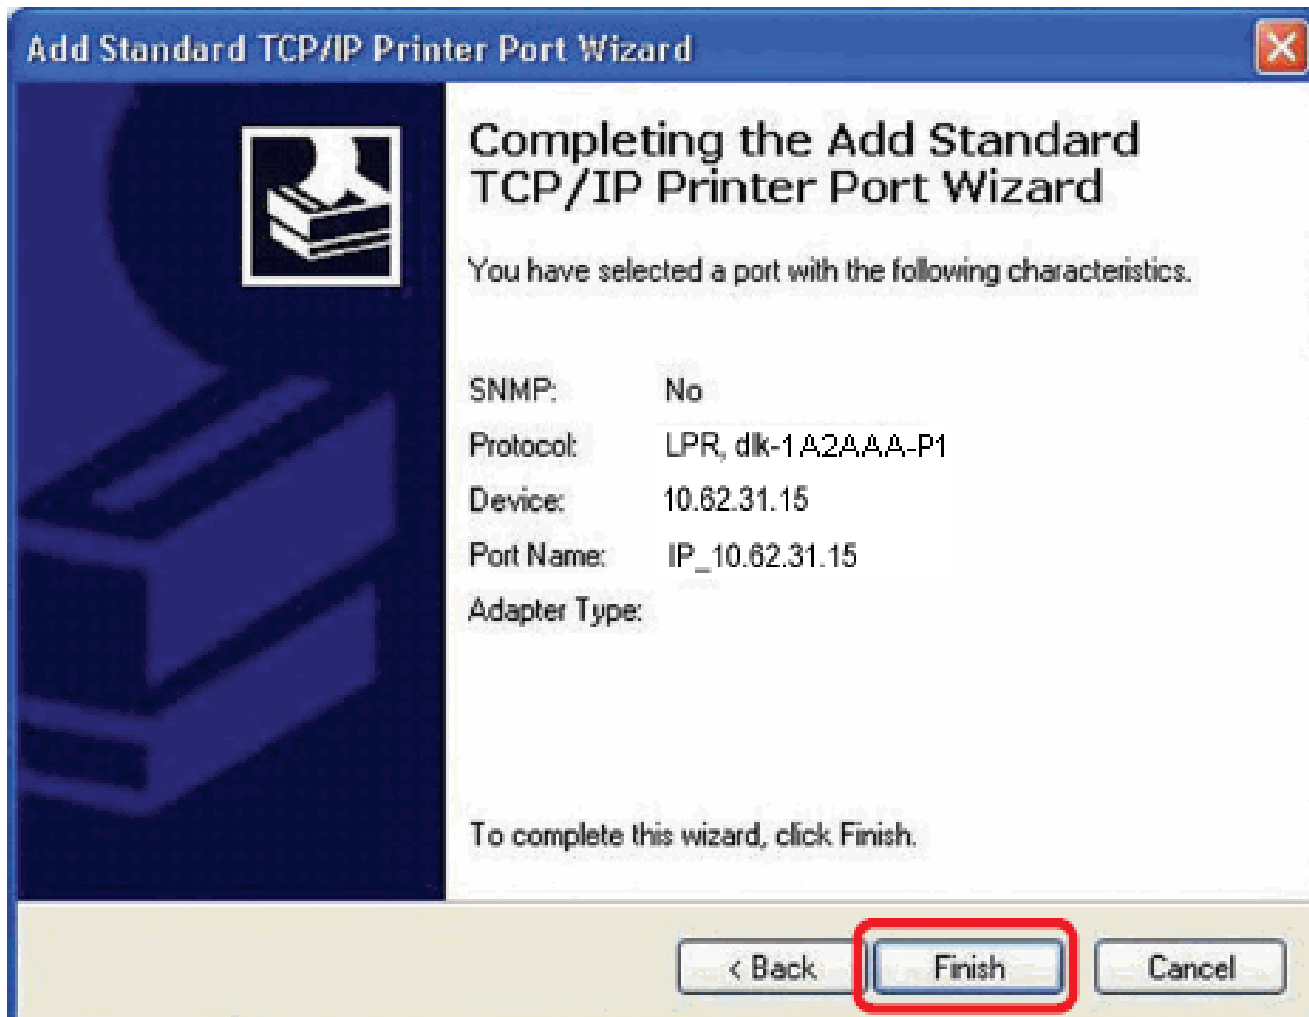 Add Standard TCP/IP Printer Port Wizard
Completing the Add Standard
TCP/IP Printer Port Wizard
You have selected a port with the following characteristics.
SNMP: No
Protocol: LPR, dlk-1A2AAA-P1
Device: 10.62.31.15
Port Name: IP_10.62.31.15
Adapter Type:
To complete this wizard, click Finish.
< Back Finish Cancel